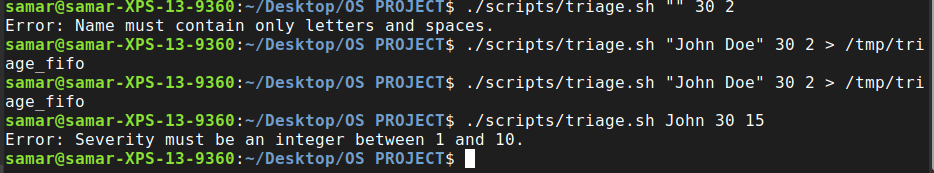 samar@samar-XPS-13-9360:~/Desktop/OS PROJECT$ ./scripts/triage.sh "" 30 2
Error: Name must contain only letters and spaces.
samar@samar-XPS-13-9360:~/Desktop/OS PROJECT$ ./scripts/triage.sh "John Doe" 30 2 > /tmp/tri
age_fifo
samar@samar-XPS-13-9360:~/Desktop/OS PROJECT$ ./scripts/triage.sh "John Doe" 30 2 > /tmp/tri
age_fifo
samar@samar-XPS-13-9360:~/Desktop/OS PROJECT$ ./scripts/triage.sh John 30 15
Error: Severity must be an integer between 1 and 10.
samar@samar-XPS-13-9360:~/Desktop/OS PROJECT$